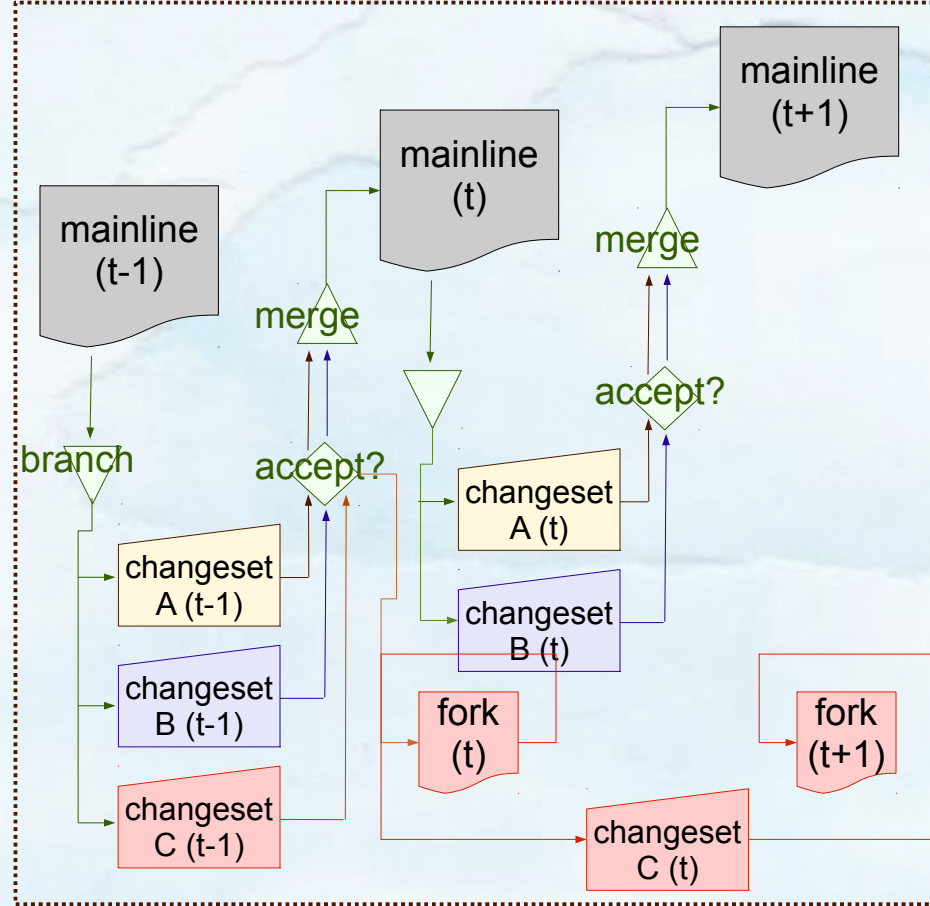 mainline
(t+1)
mainline
(t)
mainline
(t-1)
merge
merge
accept?
branch
accept?
changeset
A (t)
changeset
A (t-1)
changeset
B (t)
changeset
B (t-1)
fork
(t)
fork
(t+1)
changeset
C (t-1)
changeset
C (t)